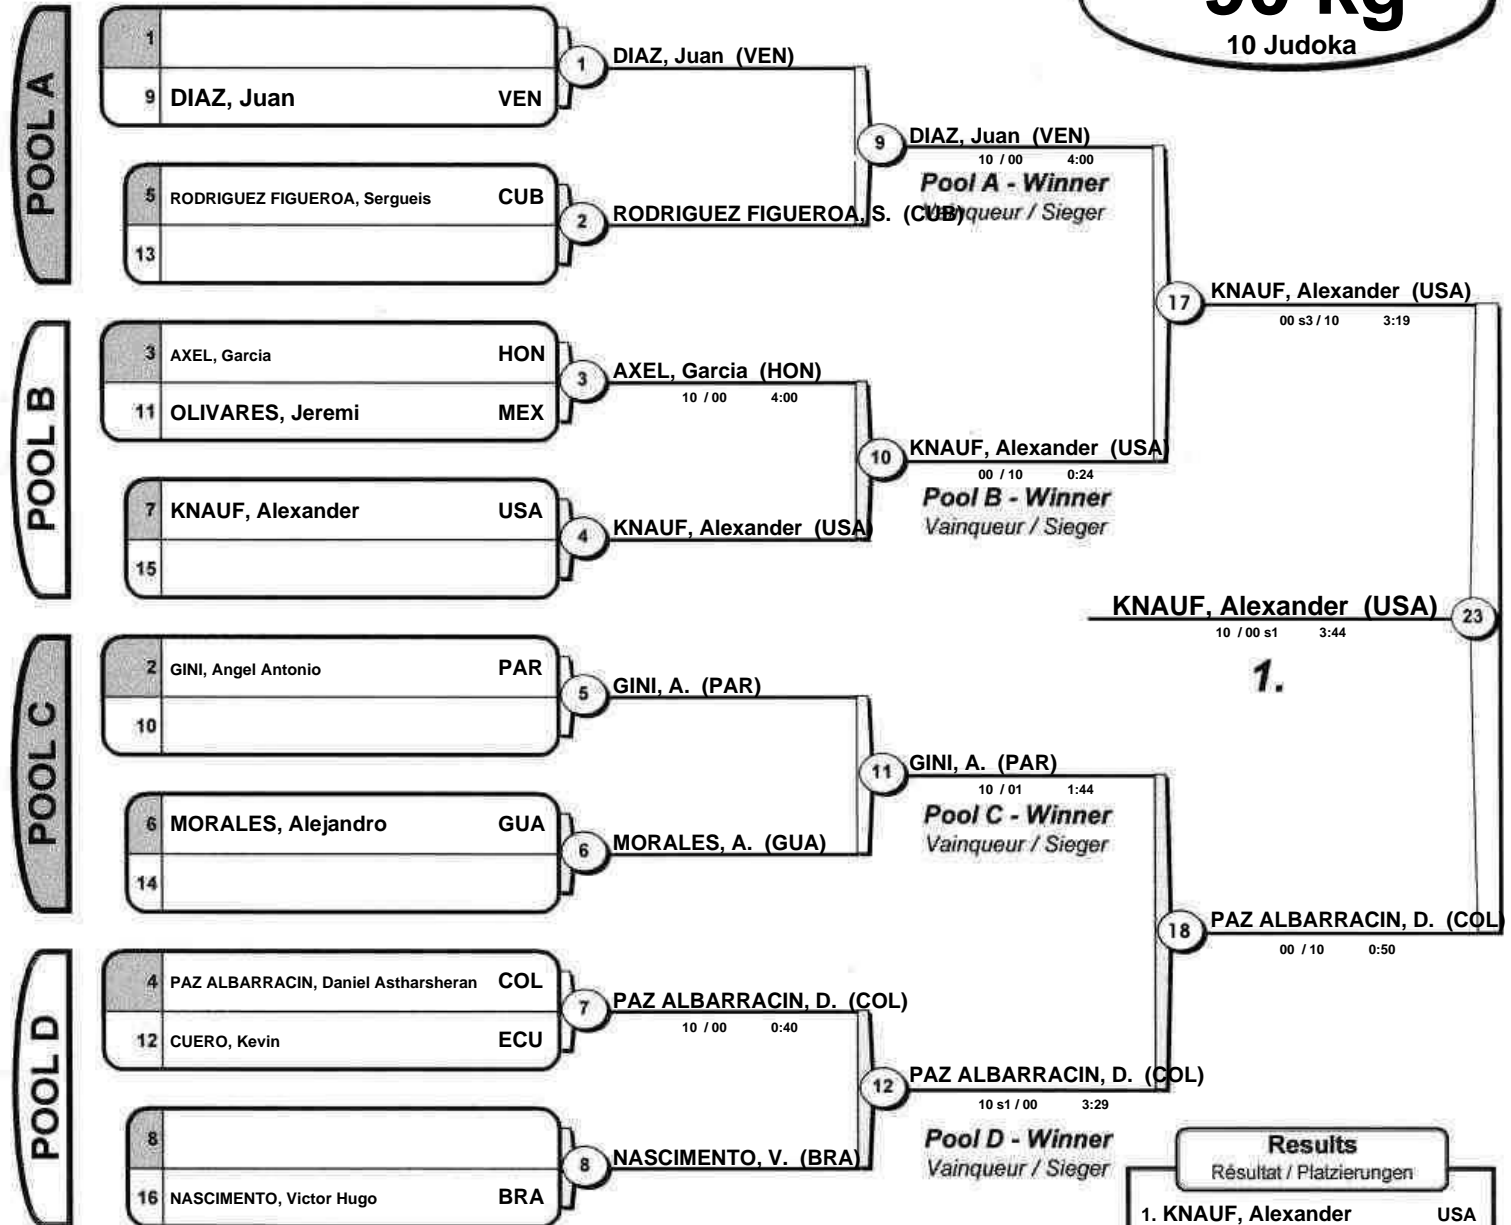 90 kg
10 Judoka
POOL A
1
9 DIAZ, Juan VEN
1
DIAZ, Juan (VEN)
5 RODRIGUEZ FIGUEROA, Sergueis CUB
13
2
RODRIGUEZ FIGUEROA, S. (CUB)
9
DIAZ, Juan (VEN)
10 / 00 4:00
Pool A - Winner
Vainqueur / Sieger
POOL B
3 AXEL, Garcia HON
11 OLIVARES, Jeremi MEX
3
AXEL, Garcia (HON)
10 / 00 4:00
7 KNAUF, Alexander USA
15
4
KNAUF, Alexander (USA)
10
KNAUF, Alexander (USA)
00 / 10 0:24
Pool B - Winner
Vainqueur / Sieger
17
KNAUF, Alexander (USA)
00 s3 / 10 3:19
KNAUF, Alexander (USA)
23
10 / 00 s1 3:44
1.
POOL C
2 GINI, Angel Antonio PAR
10
5
GINI, A. (PAR)
6 MORALES, Alejandro GUA
14
6
MORALES, A. (GUA)
11
GINI, A. (PAR)
10 / 01 1:44
Pool C - Winner
Vainqueur / Sieger
POOL D
4 PAZ ALBARRACIN, Daniel Astharsheran COL
12 CUERO, Kevin ECU
7
PAZ ALBARRACIN, D. (COL)
10 / 00 0:40
8
16 NASCIMENTO, Victor Hugo BRA
8
NASCIMENTO, V. (BRA)
12
PAZ ALBARRACIN, D. (COL)
10 s1 / 00 3:29
Pool D - Winner
Vainqueur / Sieger
18
PAZ ALBARRACIN, D. (COL)
00 / 10 0:50
Results
Résultat / Platzierungen
1. KNAUF, Alexander USA